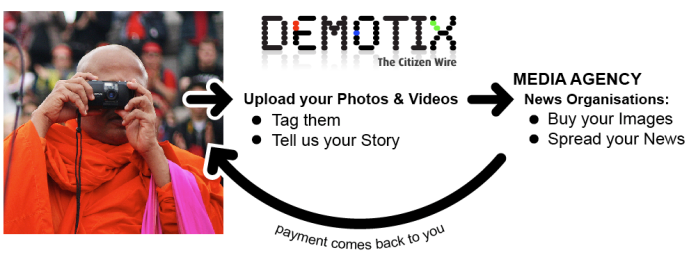 DEMOTIX
The Citizen Wire
Upload your Photos & Videos
Tag them
Tell us your Story
MEDIA AGENCY
News Organisations:
Buy your Images
Spread your News
payment comes back to you